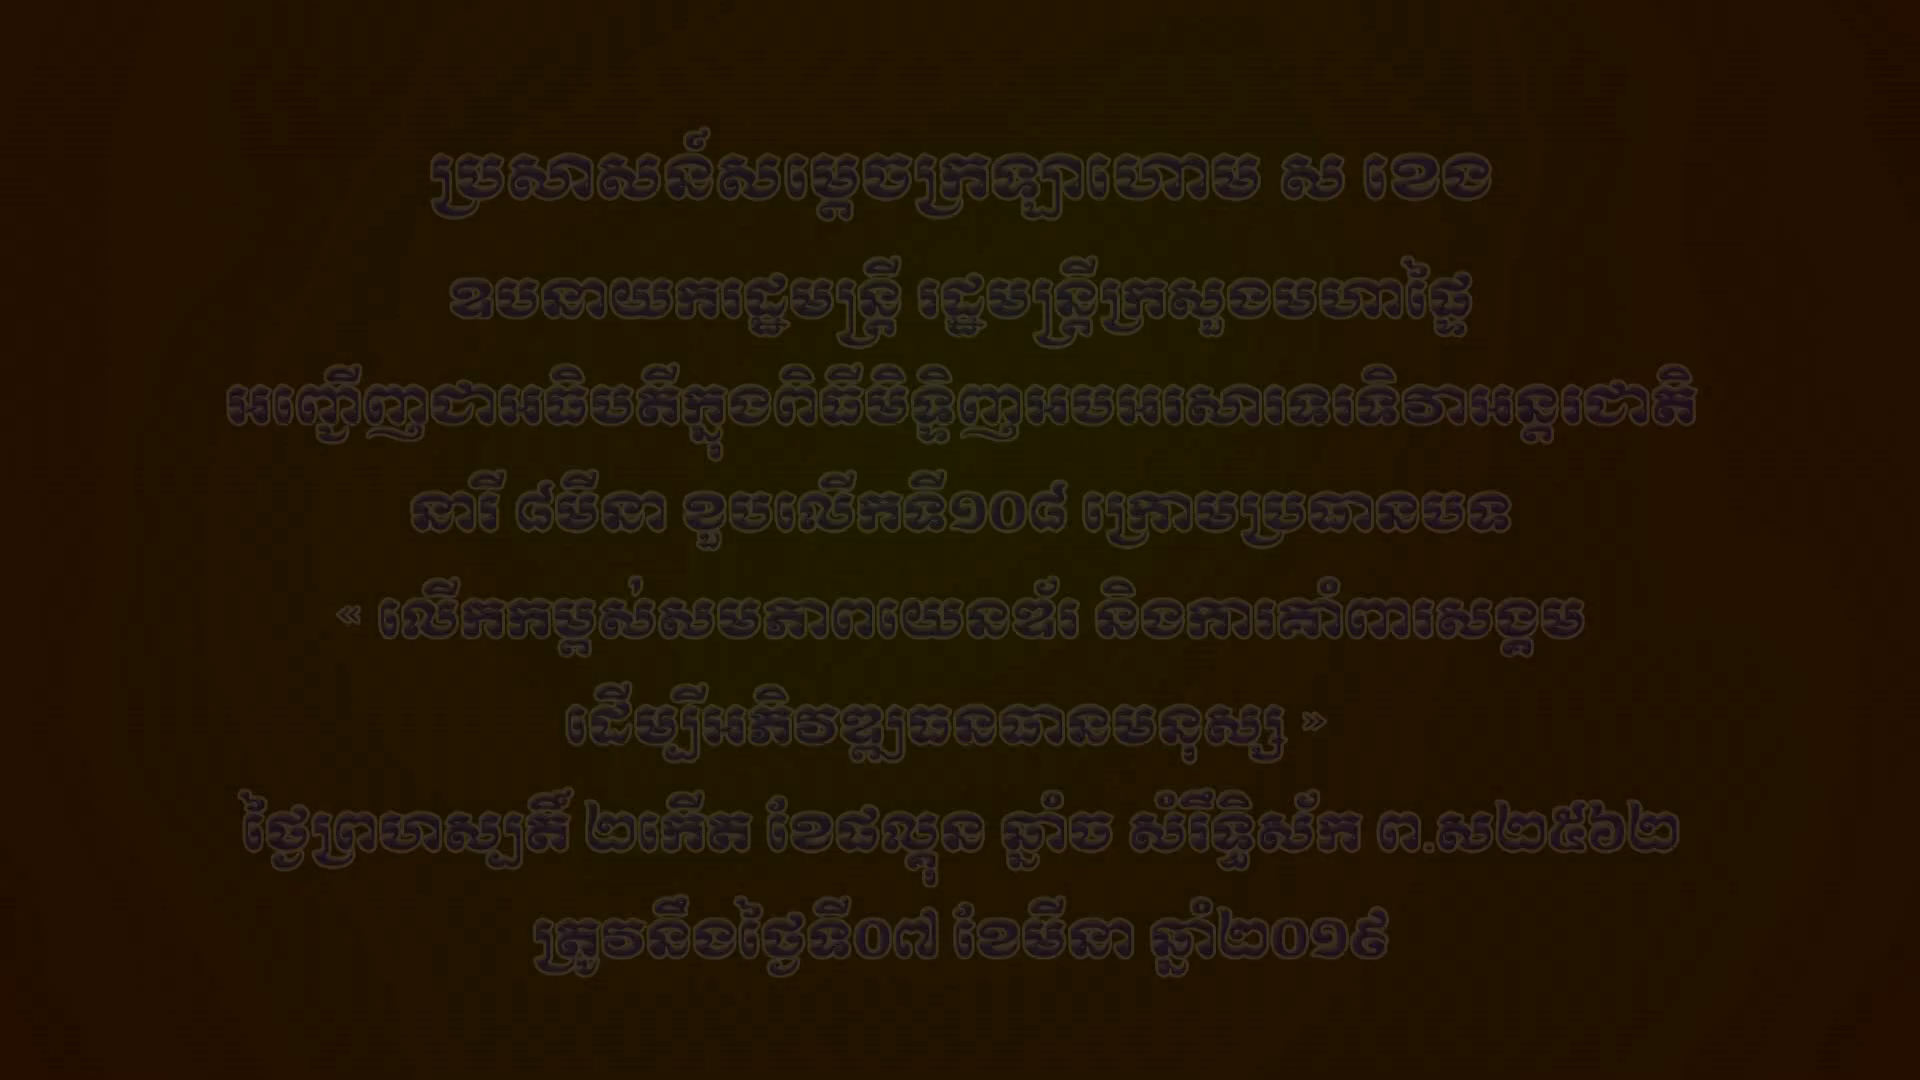 ប្រសាសន៍សម្ដេចក្រឡាហោម ស ខេង
ឧបនាយករដ្ឋមន្ត្រី រដ្ឋមន្ត្រីក្រសួងមហាផ្ទៃ
អញ្ជើញជាអធិបតីក្នុងពិធីមិទ្ទិញអបអរសាទរទិវាអន្តរជាតិ
នារី ៨មីនា ខួបលើកទី១០៨ ក្រោមប្រធានបទ
« លើកកម្ពស់សមភាពយេនឌ័រ និងការគាំពារសង្គម
ដើម្បីអភិវឌ្ឍធនធានមនុស្ស »
ថ្ងៃព្រហស្បតិ៍ ២កើត ខែផល្គុន ឆ្នាំច សំរឹទ្ធិស័ក ព.ស២៥៦២
ត្រូវនឹងថ្ងៃទី០៧ ខែមីនា ឆ្នាំ២០១៩